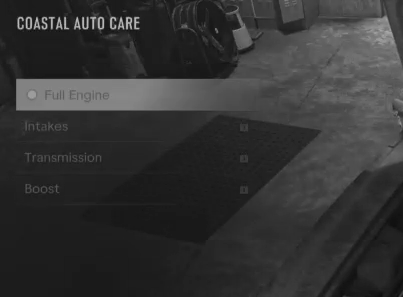 COASTAL AUTO CARE
Full Engine
Intakes
Transmission
Boost